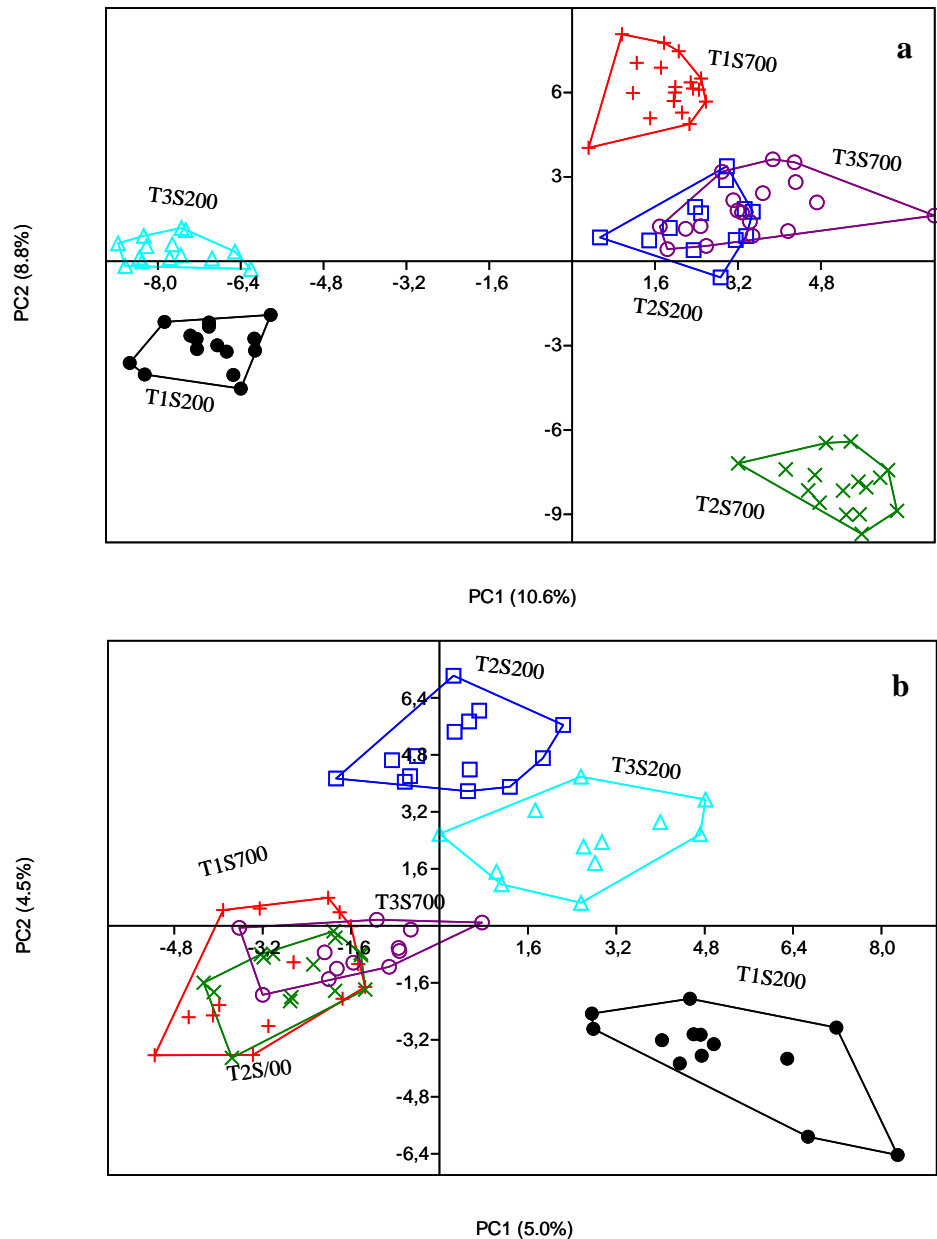 a
T1S700
6
T3S700
3
T3S200
PC2 (8.8%)
-8,0 -6,4 -4,8 -3,2 -1,6 1,6 3,2 4,8
T2S200
-3
T1S200
-6
T2S700
-9
PC1 (10.6%)
b
T2S200
6,4
4,8
T3S200
3,2
T1S700
1,6
T3S700
PC2 (4.5%)
-4,8 -3,2 -1,6 1,6 3,2 4,8 6,4 8,0
T1S200
-1,6
-3,2
T2S/00
-4,8
-6,4
PC1 (5.0%)